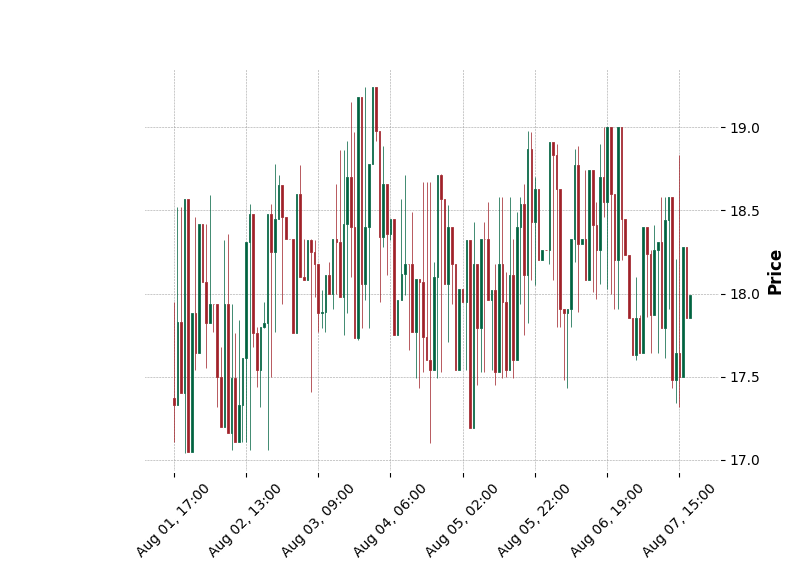 19.0
18.5
18.0
17.5
17.0
Price
Aug 01, 17:00
Aug 02, 13:00
Aug 03, 09:00
Aug 04, 06:00
Aug 05, 02:00
Aug 05, 22:00
Aug 06, 19:00
Aug 07, 15:00